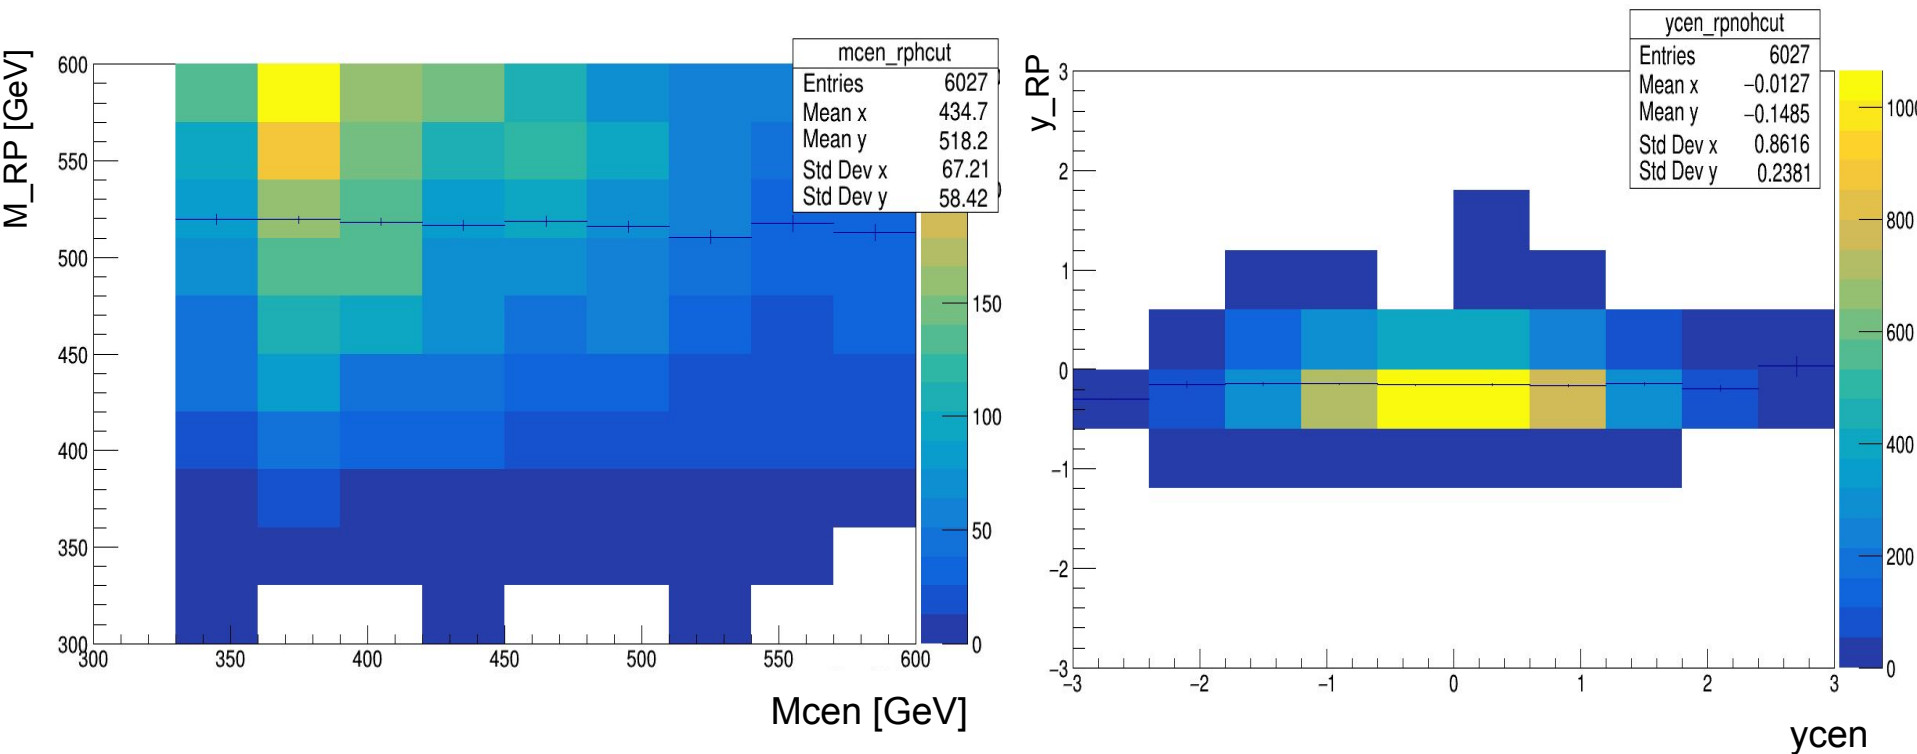 mcen_rphcut
Entries 6027
Mean x 434.7
Mean y 518.2
Std Dev x 67.21
Std Dev y 58.42
M_RP [GeV]
600
550
500
450
400
350
300
300 350 400 450 500 550 600
Mcen [GeV]
150
100
50
0
ycen_rpnohcut
Entries 6027
Mean x −0.0127
Mean y −0.1485
Std Dev x 0.8616
Std Dev y 0.2381
y_RP
3
2
1
0
−1
−2
−3
−3 −2 −1 0 1 2 3
ycen
800
600
400
200
0